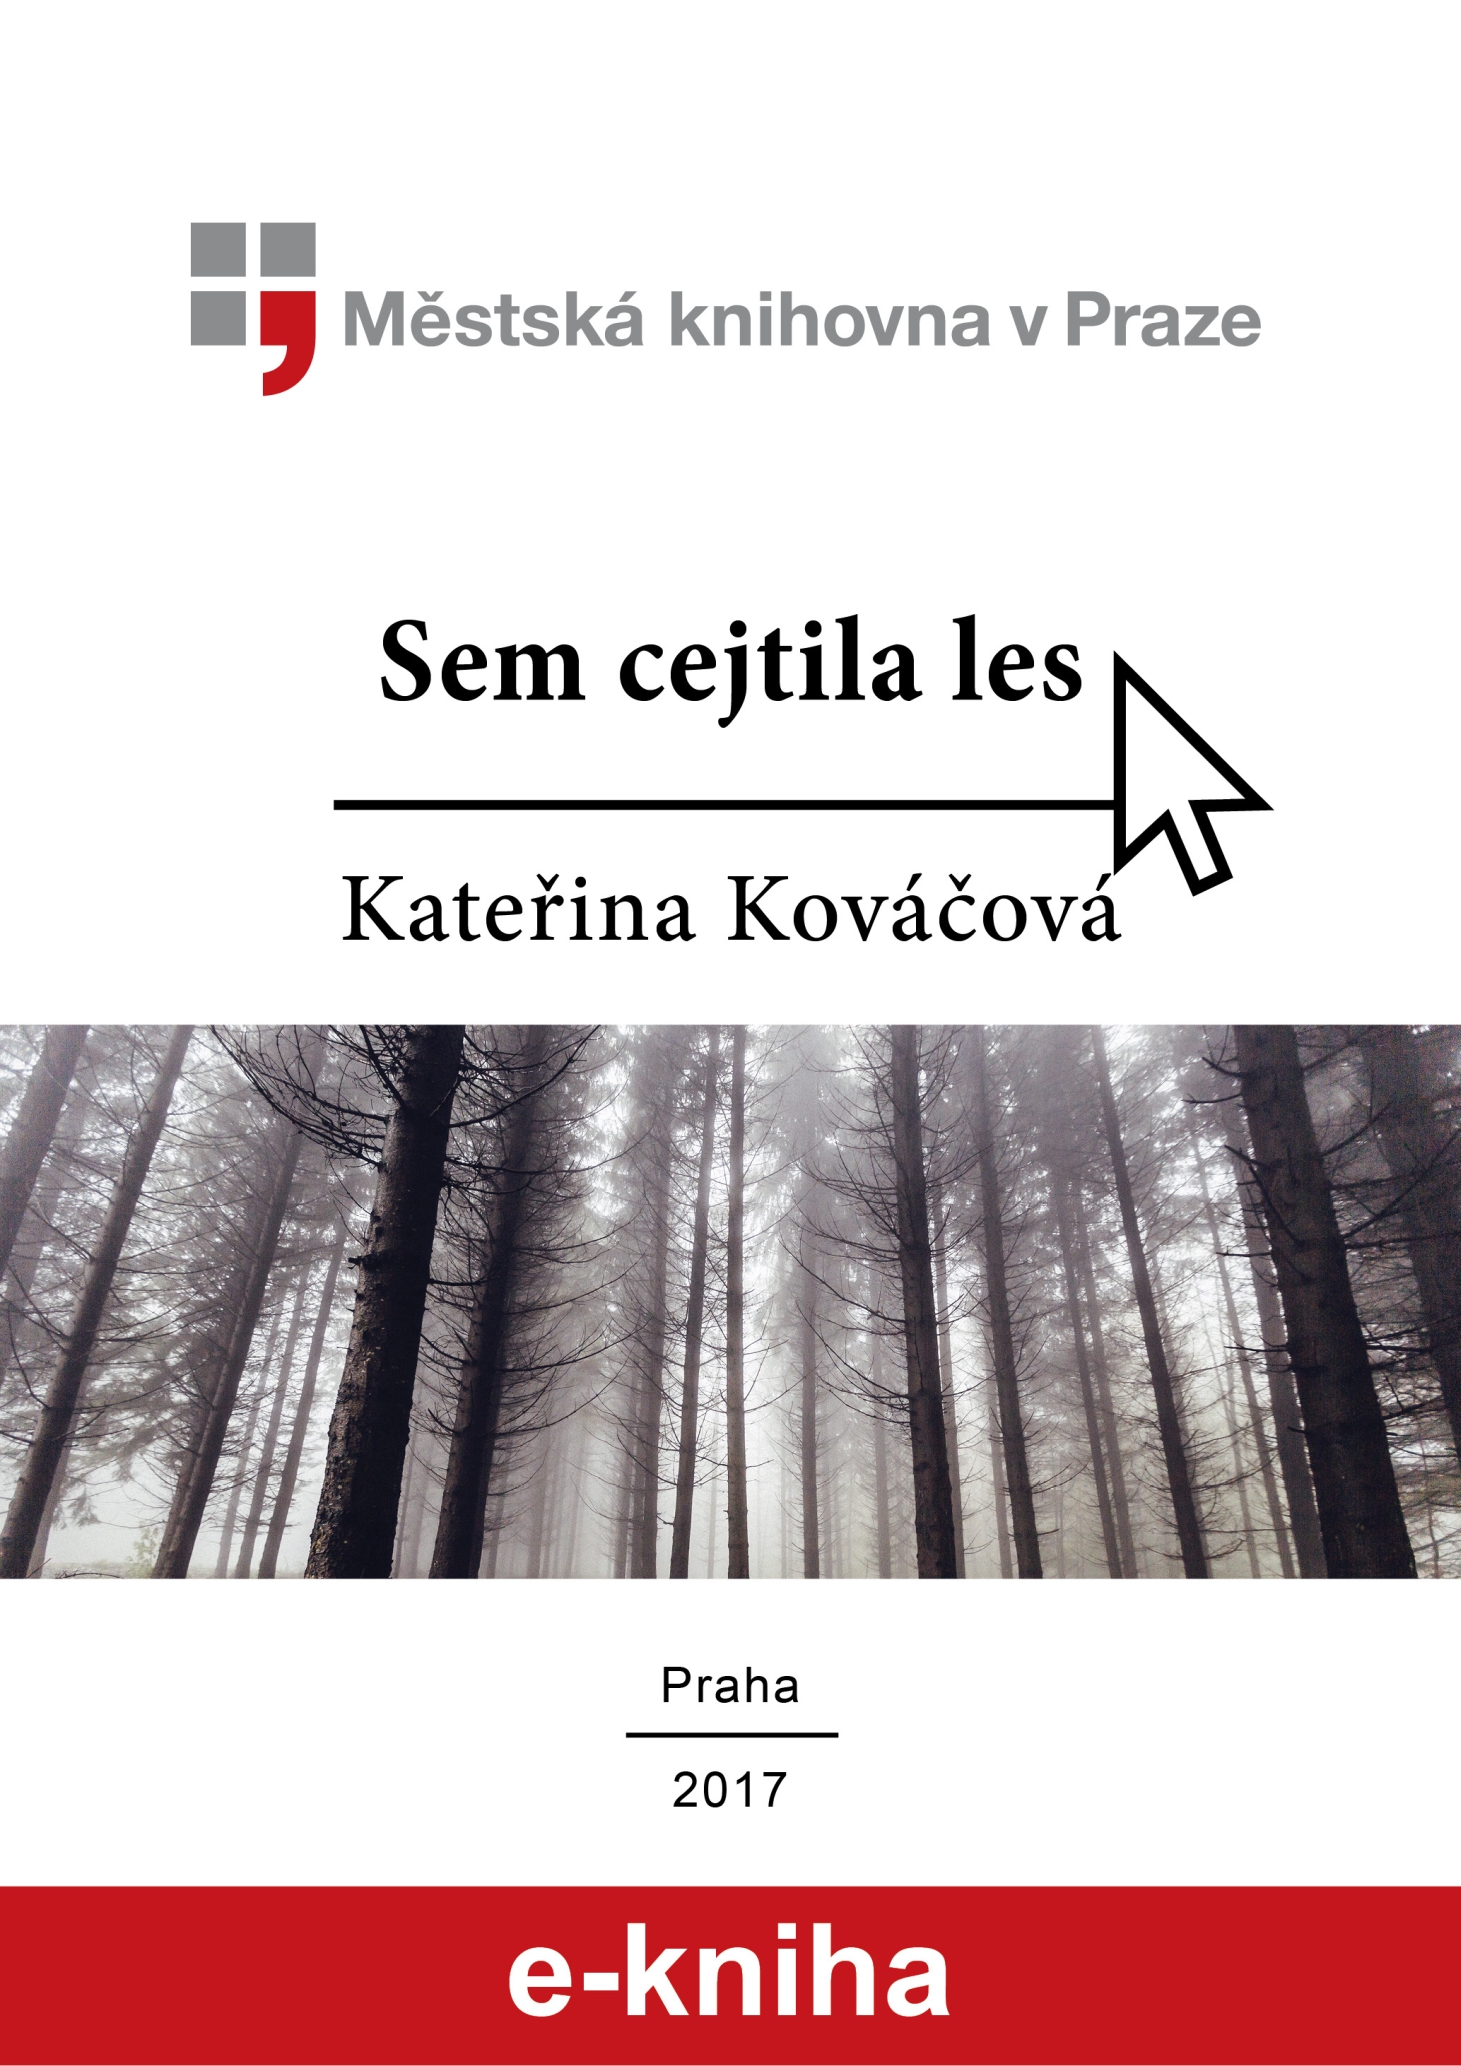 Městská knihovna v Praze
Sem cejtila les
Kateřina Kováčová
Praha
2017
e-kniha